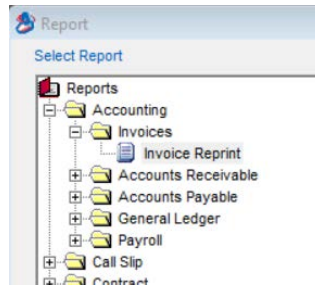 Report
Select Report
Reports
Accounting
Invoices
Invoice Reprint
Accounts Receivable
Accounts Payable
General Ledger
Payroll
Call Slip
Contract